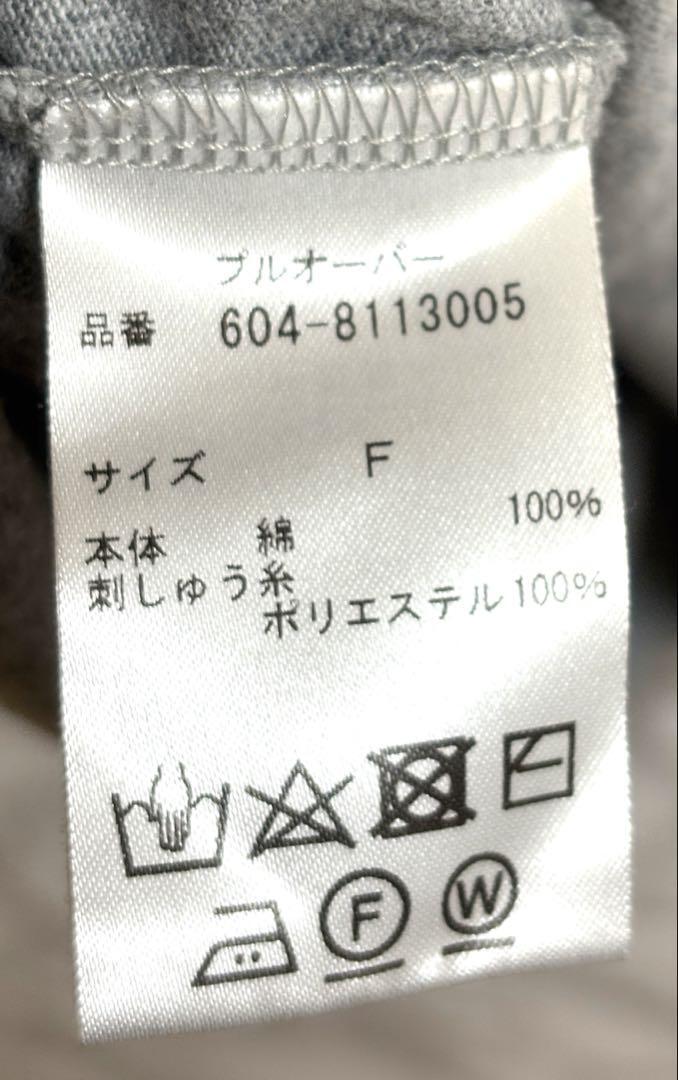 プルオーバー
品番 604-8113005
サイズ F
本体 綿 100%
刺しゅう糸
ポリエステル100%
F W